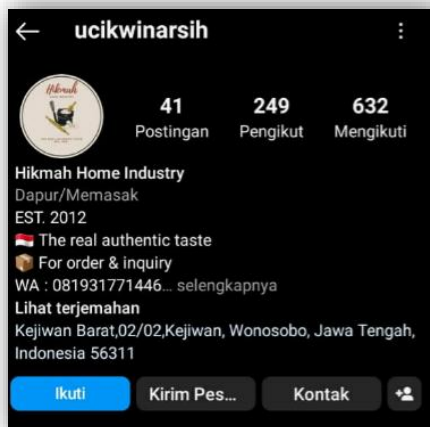 ucikwinarsih
Hikmah
41 249 632
Postingan Pengikut Mengikuti
Hikmah Home Industry
Dapur/Memasak
EST. 2012
🇮🇩 The real authentic taste
📦 For order & inquiry
WA : 081931771446... selengkapnya
Lihat terjemahan
Kejiwan Barat,02/02,Kejiwan, Wonosobo, Jawa Tengah,
Indonesia 56311
Ikuti Kirim Pes... Kontak